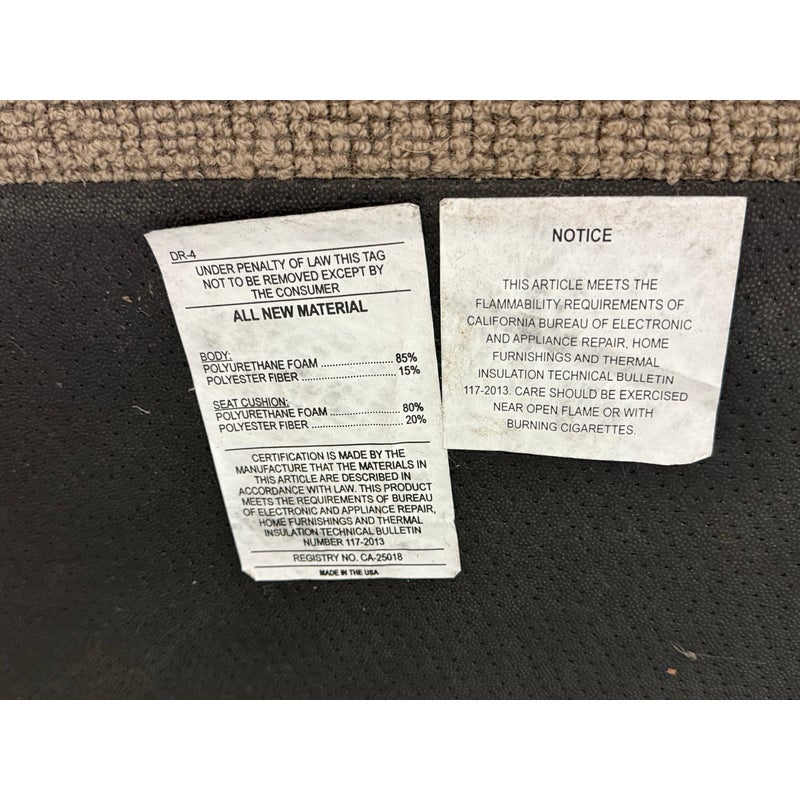 DR-4
UNDER PENALTY OF LAW THIS TAG
NOT TO BE REMOVED EXCEPT BY
THE CONSUMER
ALL NEW MATERIAL
BODY:
POLYURETHANE FOAM ........................ 85%
POLYESTER FIBER .............................. 15%
SEAT CUSHION:
POLYURETHANE FOAM ........................ 80%
POLYESTER FIBER .............................. 20%
CERTIFICATION IS MADE BY THE
MANUFACTURE THAT THE MATERIALS IN
THIS ARTICLE ARE DESCRIBED IN
ACCORDANCE WITH LAW. THIS PRODUCT
MEETS THE REQUIREMENTS OF BUREAU
OF ELECTRONIC AND APPLIANCE REPAIR,
HOME FURNISHINGS AND THERMAL
INSULATION TECHNICAL BULLETIN
NUMBER 117-2013
REGISTRY NO. CA-25018
MADE IN THE USA
NOTICE
THIS ARTICLE MEETS THE
FLAMMABILITY REQUIREMENTS OF
CALIFORNIA BUREAU OF ELECTRONIC
AND APPLIANCE REPAIR, HOME
FURNISHINGS AND THERMAL
INSULATION TECHNICAL BULLETIN
117-2013. CARE SHOULD BE EXERCISED
NEAR OPEN FLAME OR WITH
BURNING CIGARETTES.